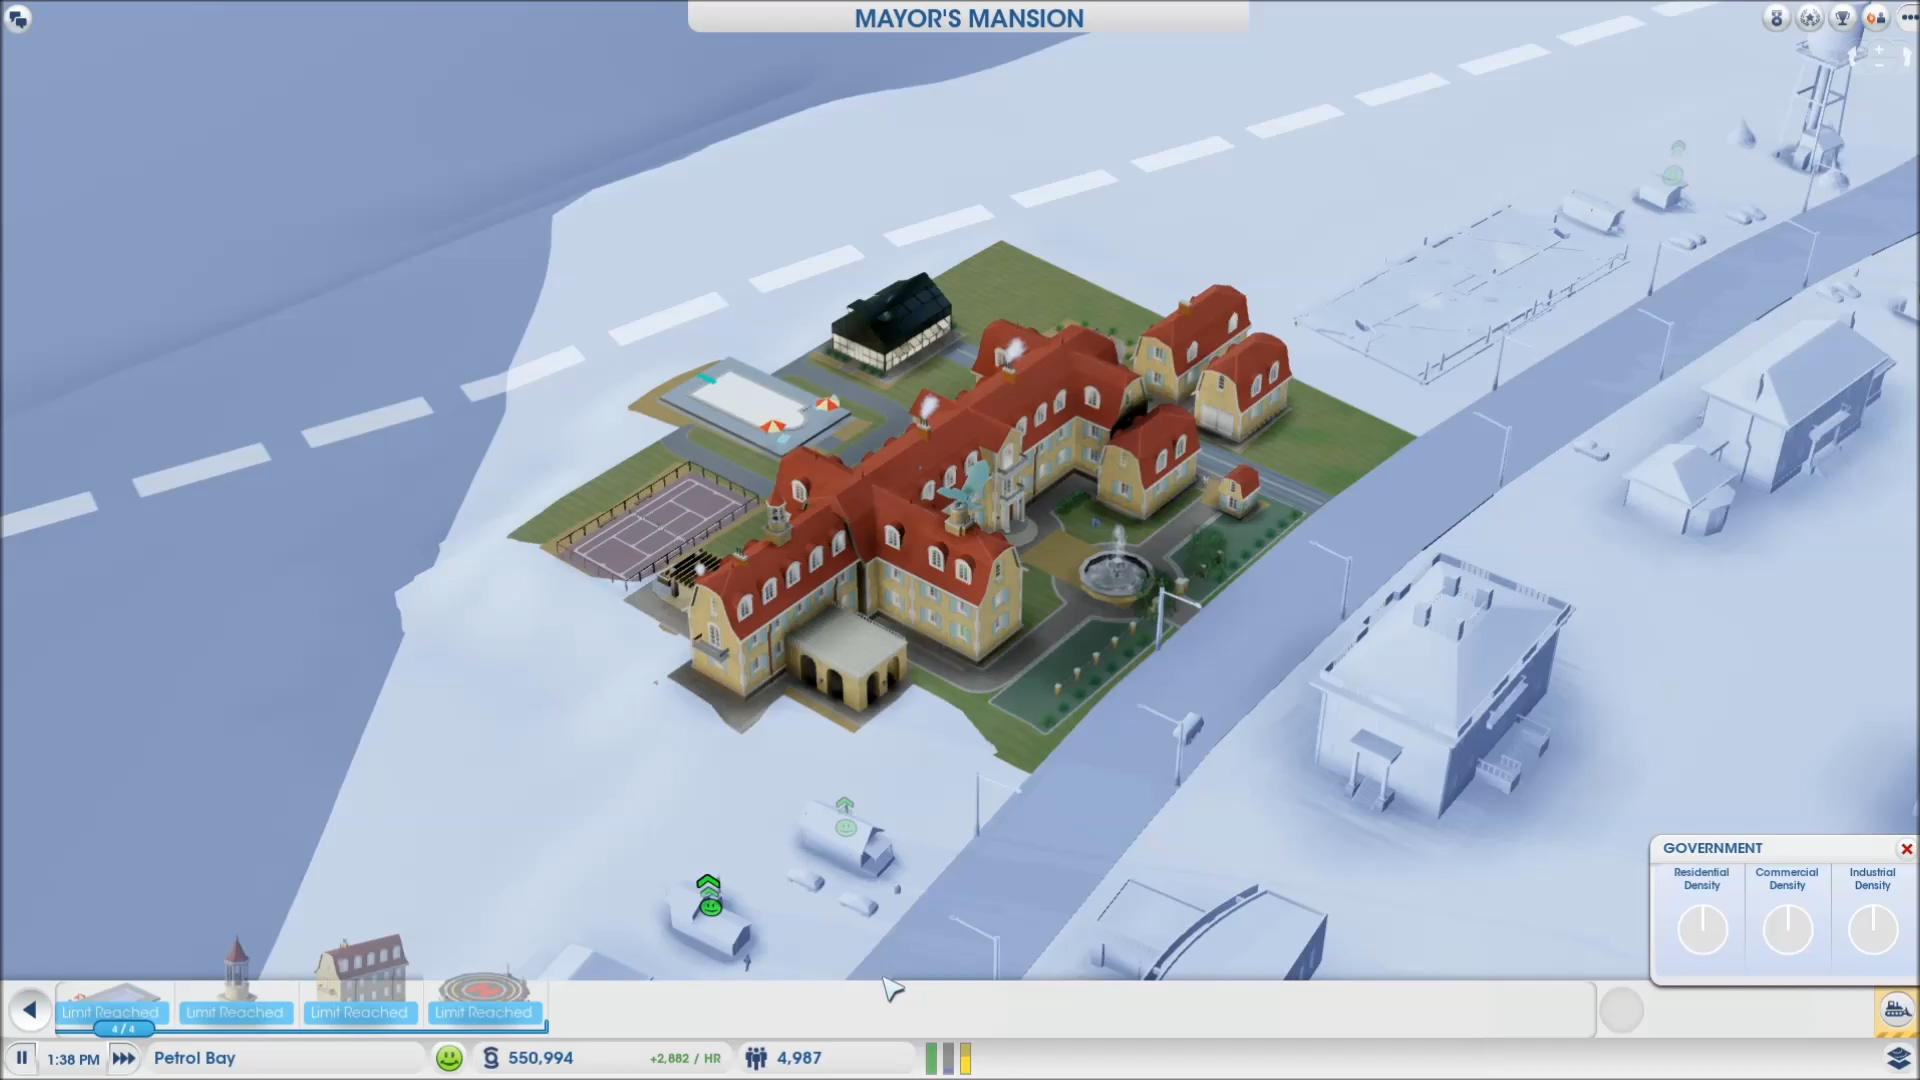 MAYOR'S MANSION
GOVERNMENT
Residential Density
Commercial Density
Industrial Density
Limit Reached
Limit Reached
Limit Reached
Limit Reached
4 / 4
1:38 PM
Petrol Bay
550,994
+2,882 / HR
4,987